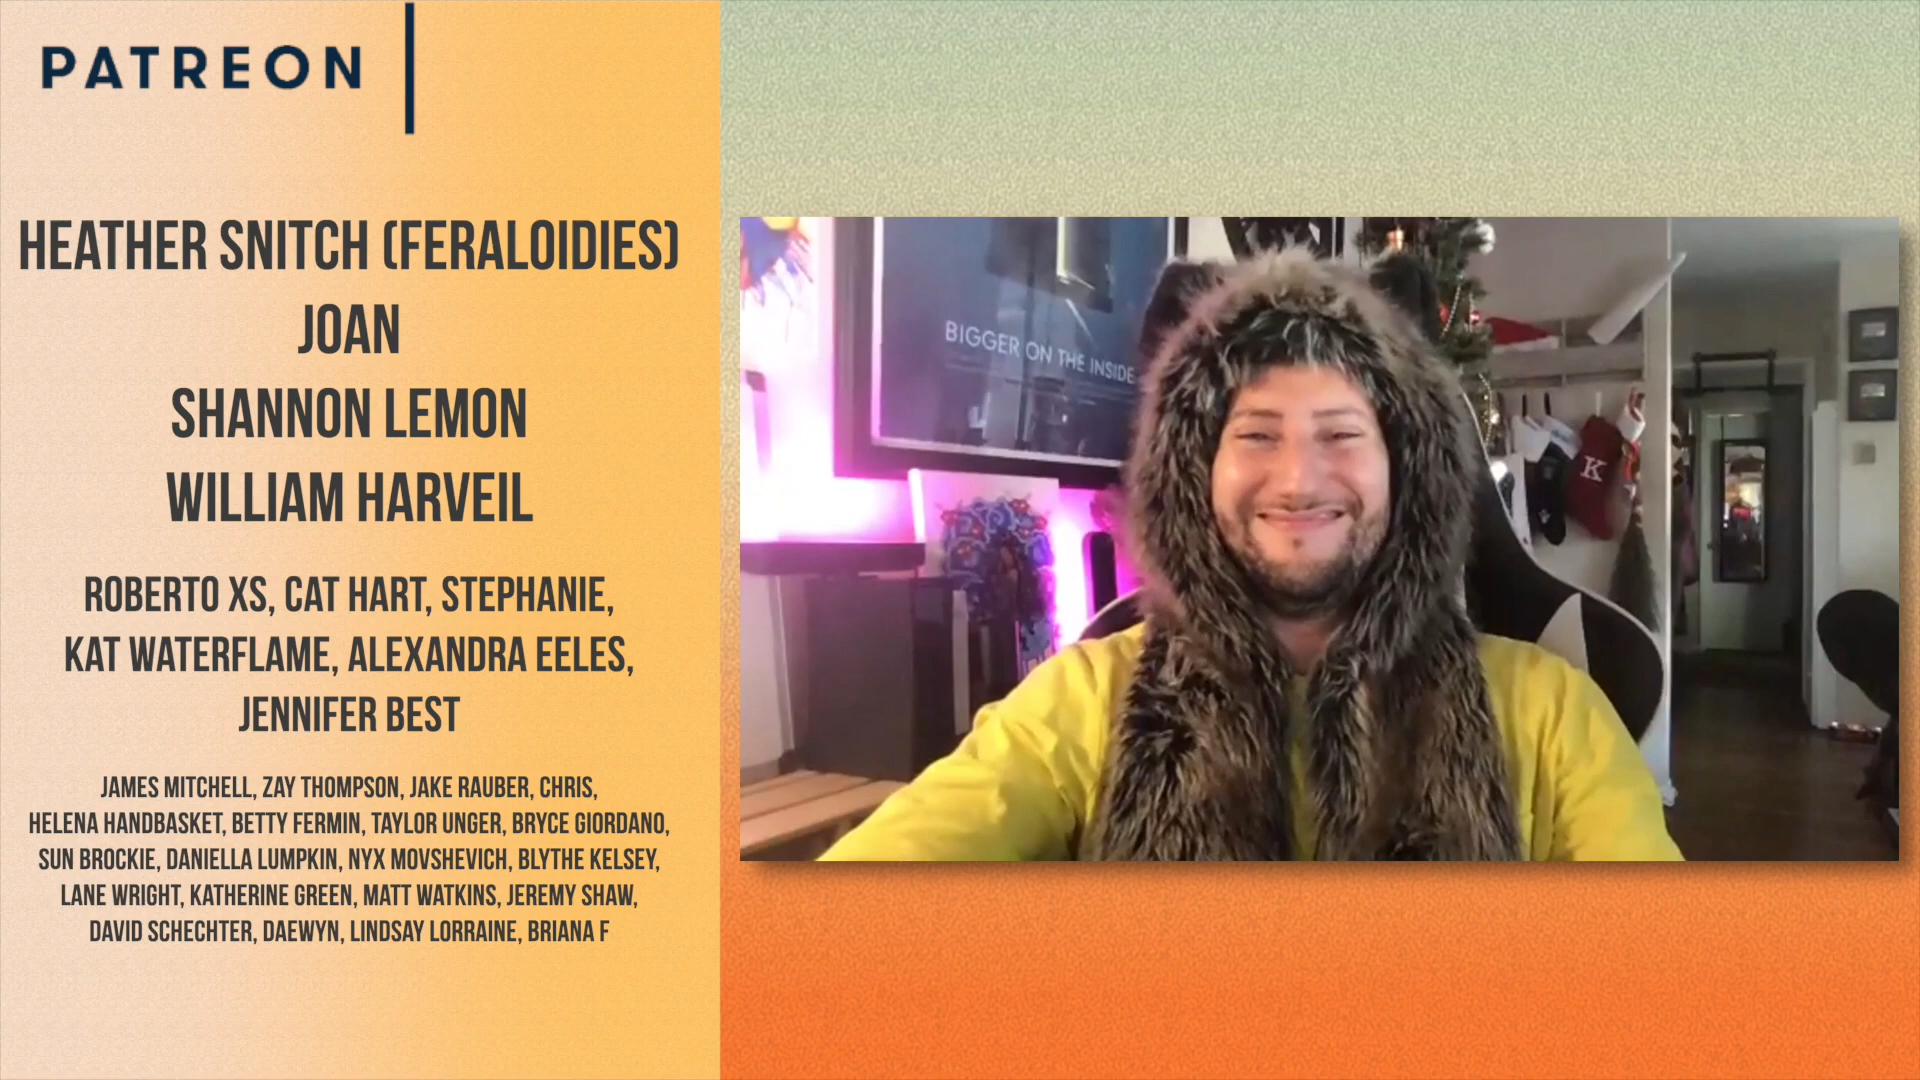 PATREON
HEATHER SNITCH (FERALOIDIES)
JOAN
SHANNON LEMON
WILLIAM HARVEIL
ROBERTO XS, CAT HART, STEPHANIE,
KAT WATERFLAME, ALEXANDRA EELES,
JENNIFER BEST
JAMES MITCHELL, ZAY THOMPSON, JAKE RAUBER, CHRIS,
HELENA HANDBASKET, BETTY FERMIN, TAYLOR UNGER, BRYCE GIORDANO,
SUN BROCKIE, DANIELLA LUMPKIN, NYX MOVSHEVICH, BLYTHE KELSEY,
LANE WRIGHT, KATHERINE GREEN, MATT WATKINS, JEREMY SHAW,
DAVID SCHECHTER, DAEWYN, LINDSAY LORRAINE, BRIANA F
BIGGER ON THE INSIDE
K